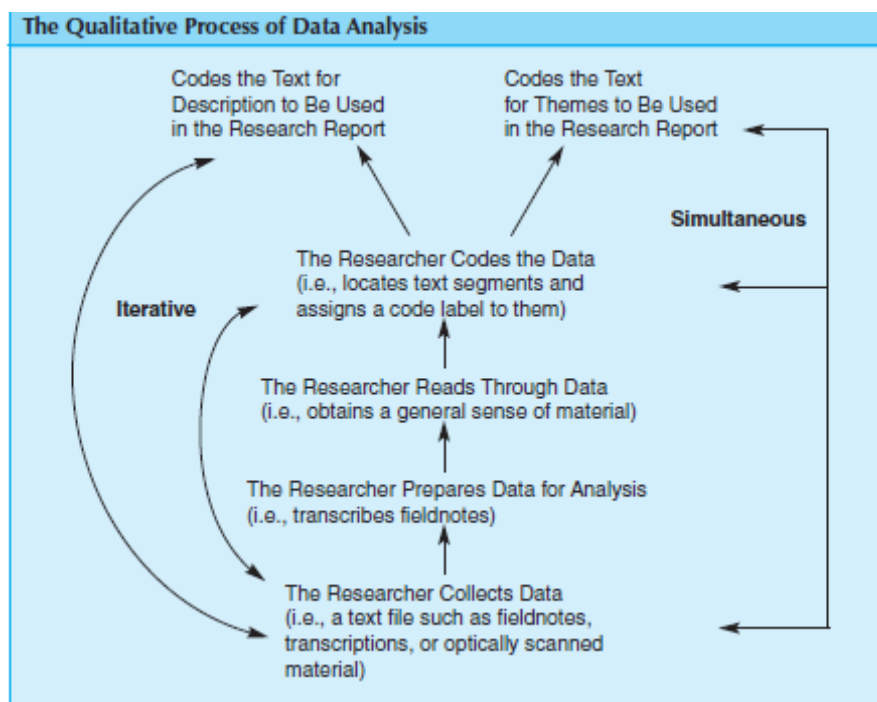 The Qualitative Process of Data Analysis
Codes the Text for
Description to Be Used
in the Research Report
Codes the Text
for Themes to Be Used
in the Research Report
Simultaneous
The Researcher Codes the Data
(i.e., locates text segments and
assigns a code label to them)
Iterative
The Researcher Reads Through Data
(i.e., obtains a general sense of material)
The Researcher Prepares Data for Analysis
(i.e., transcribes fieldnotes)
The Researcher Collects Data
(i.e., a text file such as fieldnotes,
transcriptions, or optically scanned
material)